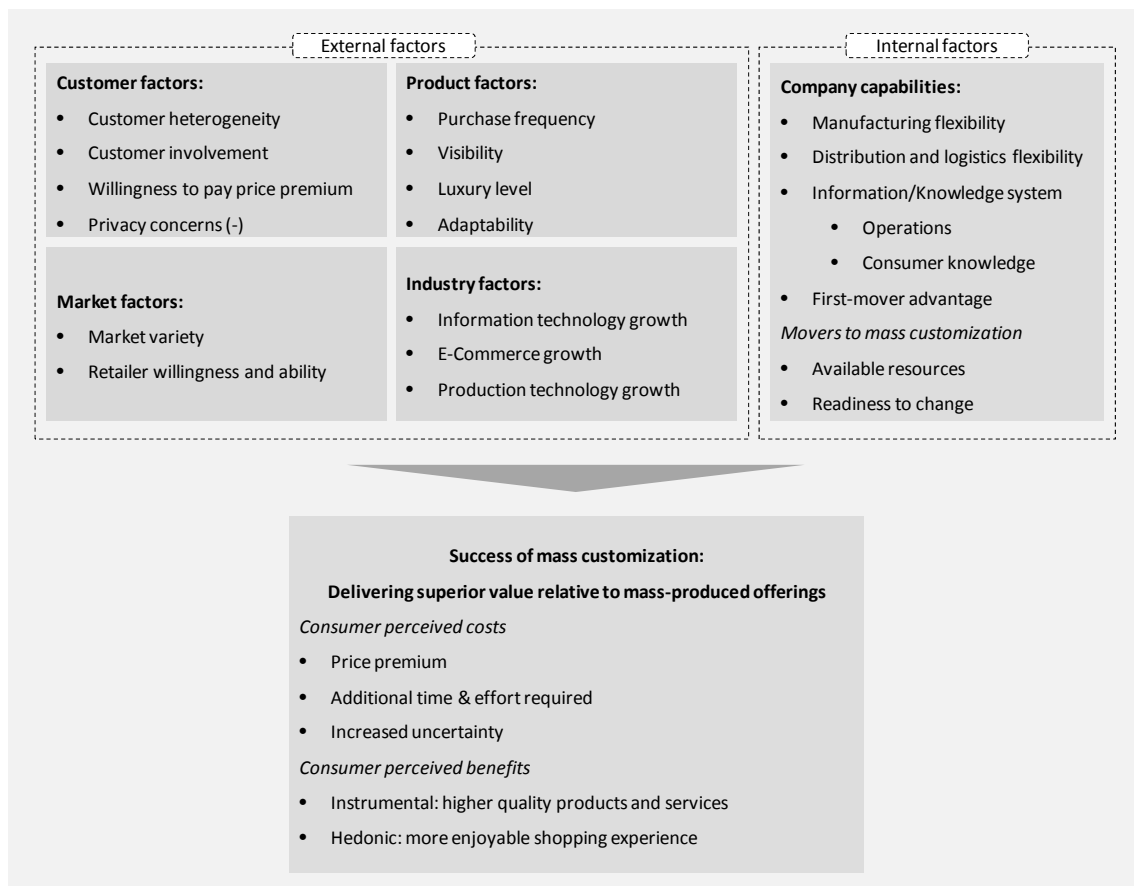 External factors
Customer factors:
• Customer heterogeneity
• Customer involvement
• Willingness to pay price premium
• Privacy concerns (-)
Product factors:
• Purchase frequency
• Visibility
• Luxury level
• Adaptability
Market factors:
• Market variety
• Retailer willingness and ability
Industry factors:
• Information technology growth
• E-Commerce growth
• Production technology growth
Internal factors
Company capabilities:
• Manufacturing flexibility
• Distribution and logistics flexibility
• Information/Knowledge system
• Operations
• Consumer knowledge
• First-mover advantage
Movers to mass customization
• Available resources
• Readiness to change
Success of mass customization:
Delivering superior value relative to mass-produced offerings
Consumer perceived costs
• Price premium
• Additional time & effort required
• Increased uncertainty
Consumer perceived benefits
• Instrumental: higher quality products and services
• Hedonic: more enjoyable shopping experience